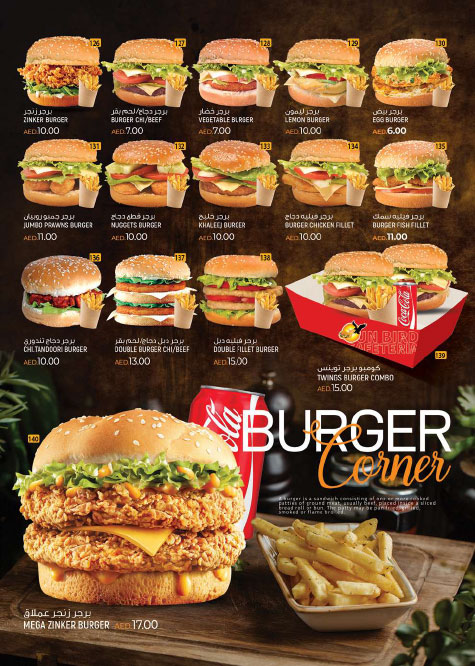 126
برجر زنجر
ZINKER BURGER
AED.10.00
127
برجر دجاج/لحم بقر
BURGER CHI/BEEF
AED.7.00
128
برجر خضار
VEGETABLE BURGER
AED.7.00
129
برجر ليمون
LEMON BURGER
AED.10.00
130
برجر بيض
EGG BURGER
AED.6.00
131
برجر جمبو روبيان
JUMBO PRAWNS BURGER
AED.11.00
132
برجر قطع دجاج
NUGGETS BURGER
AED.10.00
133
برجر خليج
KHALEEJ BURGER
AED.10.00
134
برجر فيليه دجاج
BURGER CHICKEN FILLET
AED.10.00
135
برجر فيليه سمك
BURGER FISH FILLET
AED.11.00
136
برجر دجاج تندوري
CHI.TANDOORI BURGER
AED.10.00
137
برجر دبل دجاج/لحم بقر
DOUBLE BURGER CHI/BEEF
AED.13.00
138
برجر فيليه دبل
DOUBLE FILLET BURGER
AED.15.00
Coca-Cola
UN BIRD
AFETERIA
139
كومبو برجر توينس
TWINGS BURGER COMBO
AED.15.00
BURGER
Corner
A burger is a sandwich consisting of one or more cooked
patties of ground meat, usually beef, placed inside a sliced
bread roll or bun. The patty may be pan fried, grilled,
smoked or flame broiled.
140
برجر زنجر عملاق
MEGA ZINKER BURGER AED.17.00